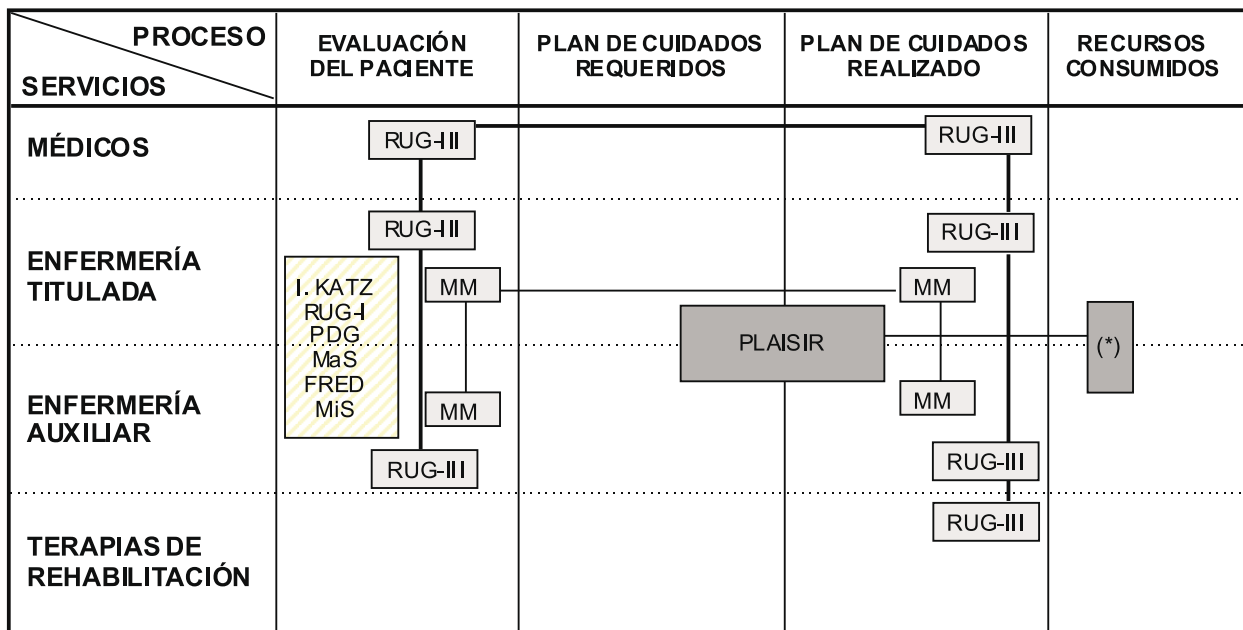 PROCESO
SERVICIOS
EVALUACIÓN
DEL PACIENTE
PLAN DE CUIDADOS
REQUERIDOS
PLAN DE CUIDADOS
REALIZADO
RECURSOS
CONSUMIDOS
MÉDICOS
RUG-III
RUG-III
ENFERMERÍA
TITULADA
RUG-III
RUG-III
I. KATZ
RUG-I
PDG
MaS
FRED
MiS
MM
MM
PLAISIR
(*)
ENFERMERÍA
AUXILIAR
MM
MM
RUG-III
RUG-III
TERAPIAS DE
REHABILITACIÓN
RUG-III